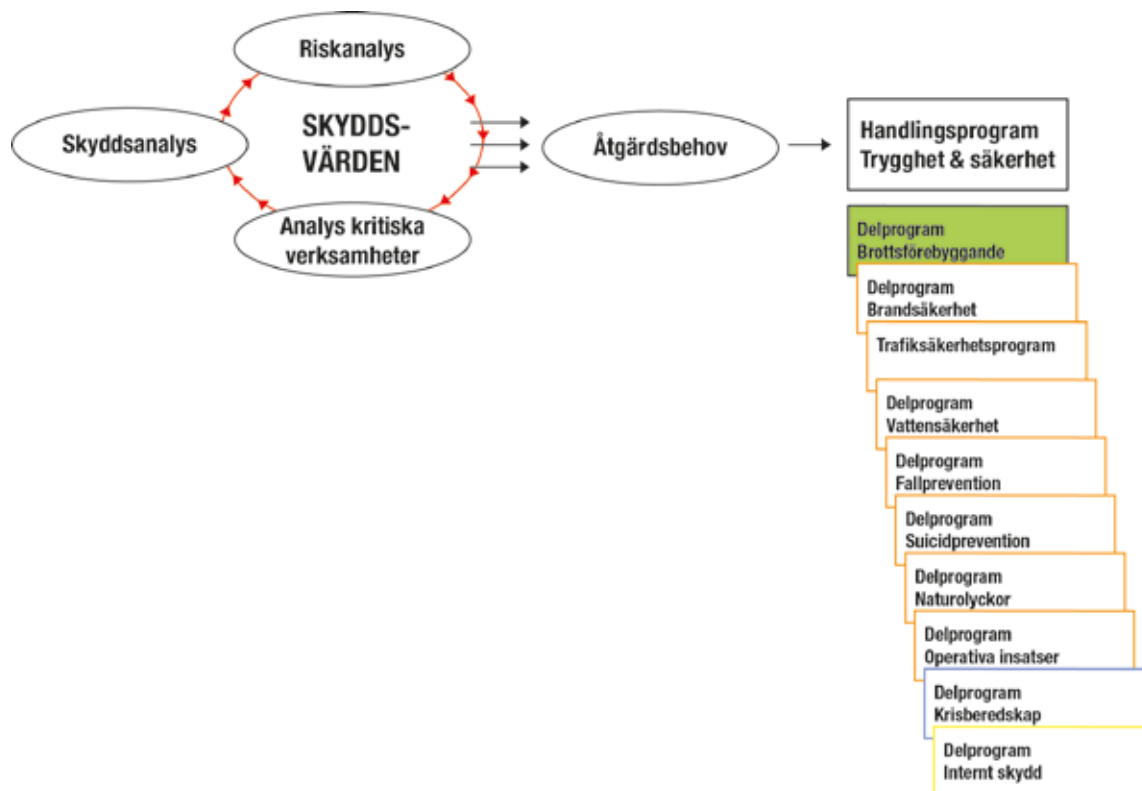 Riskanalys
Skyddsanalys
SKYDDS-
VÄRDEN
Analys kritiska
verksamheter
Åtgärdsbehov
Handlingsprogram
Trygghet & säkerhet
Delprogram
Brottsförebyggande
Delprogram
Brandsäkerhet
Trafiksäkerhetsprogram
Delprogram
Vattensäkerhet
Delprogram
Fallprevention
Delprogram
Suicidprevention
Delprogram
Naturolyckor
Delprogram
Operativa insatser
Delprogram
Krisberedskap
Delprogram
Internt skydd